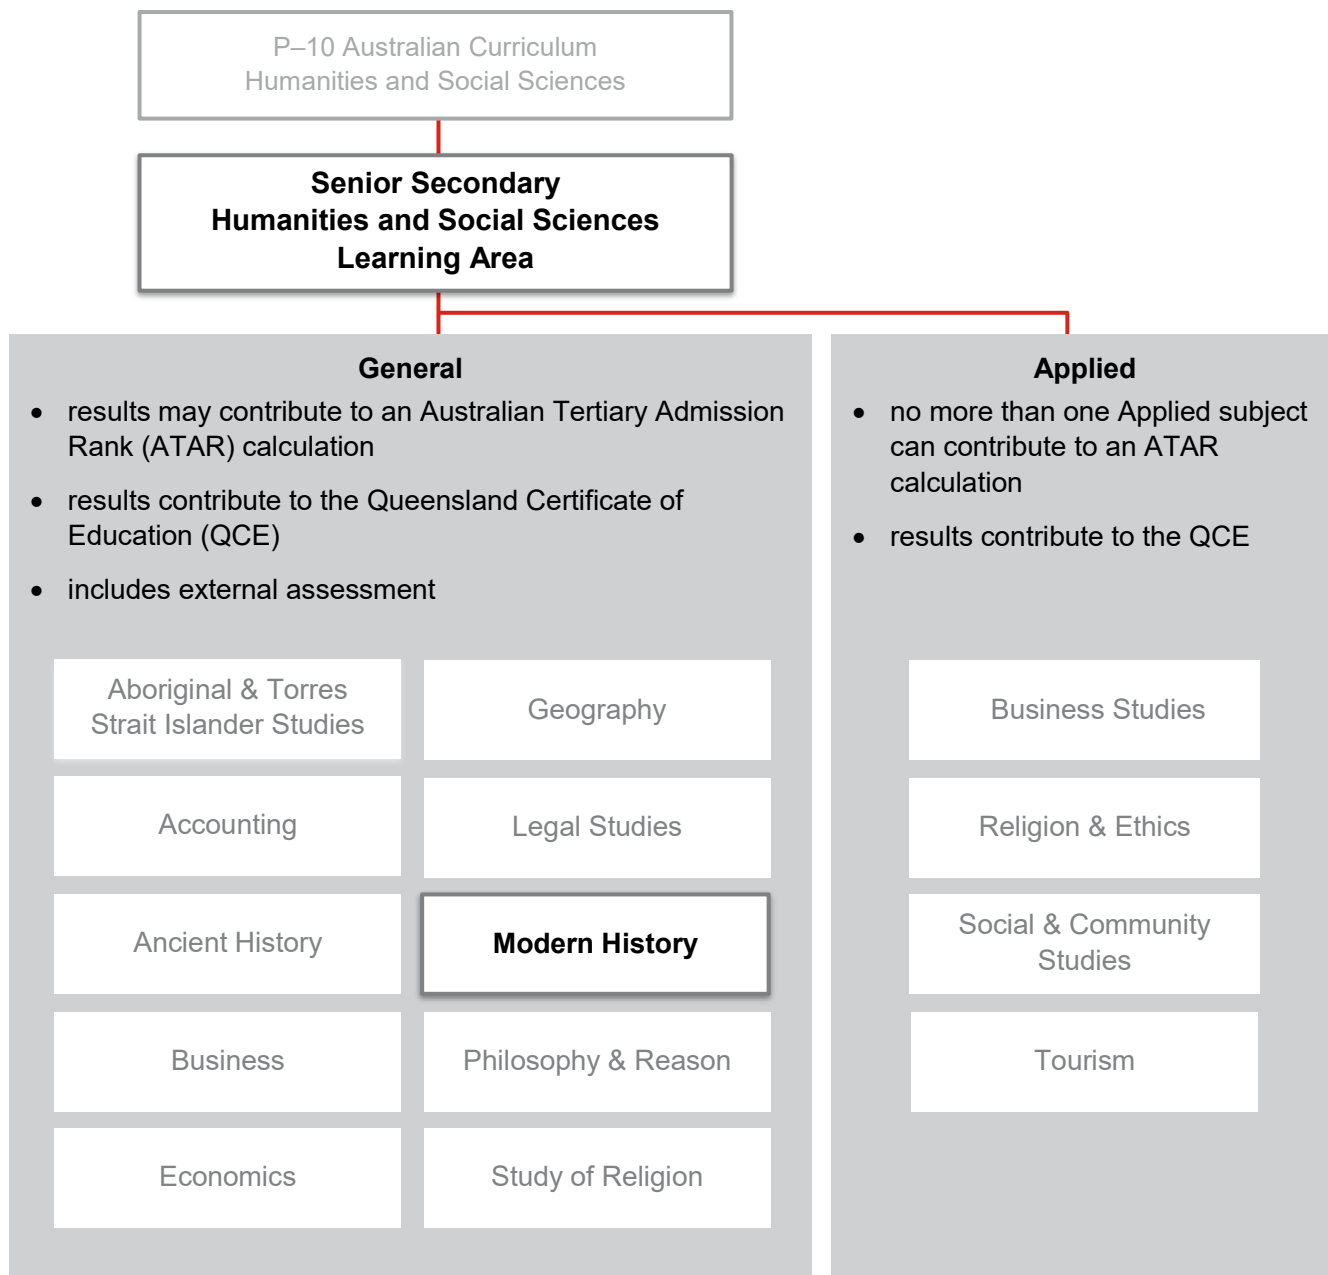 P–10 Australian Curriculum
Humanities and Social Sciences
Senior Secondary
Humanities and Social Sciences
Learning Area
General
• results may contribute to an Australian Tertiary Admission
Rank (ATAR) calculation
• results contribute to the Queensland Certificate of
Education (QCE)
• includes external assessment
Aboriginal & Torres
Strait Islander Studies
Geography
Accounting
Legal Studies
Ancient History
Modern History
Business
Philosophy & Reason
Economics
Study of Religion
Applied
• no more than one Applied subject
can contribute to an ATAR
calculation
• results contribute to the QCE
Business Studies
Religion & Ethics
Social & Community
Studies
Tourism